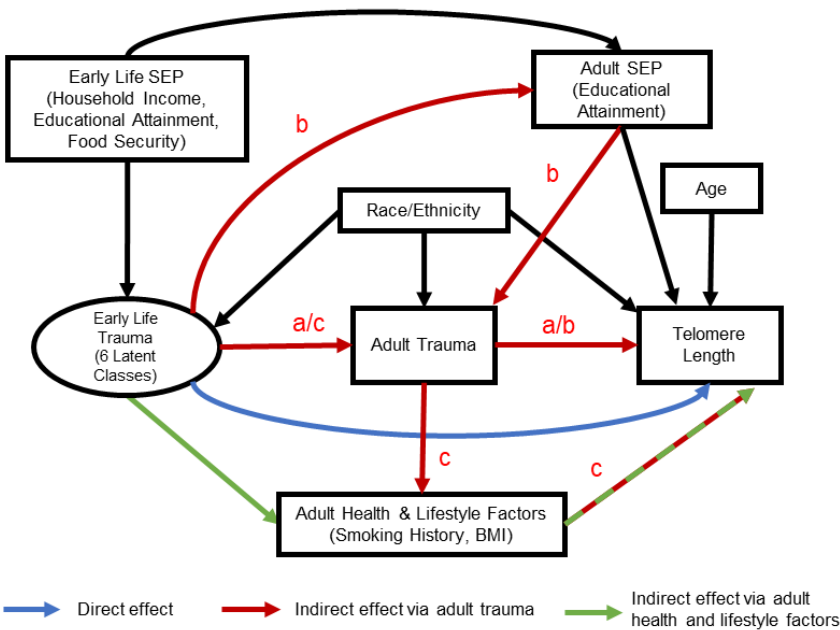 Early Life SEP
(Household Income,
Educational Attainment,
Food Security)
Adult SEP
(Educational
Attainment)
b
b
Age
Race/Ethnicity
Early Life
Trauma
(6 Latent
Classes)
a/c
Adult Trauma
a/b
Telomere
Length
c
c
Adult Health & Lifestyle Factors
(Smoking History, BMI)
Direct effect
Indirect effect via adult trauma
Indirect effect via adult
health and lifestyle factors